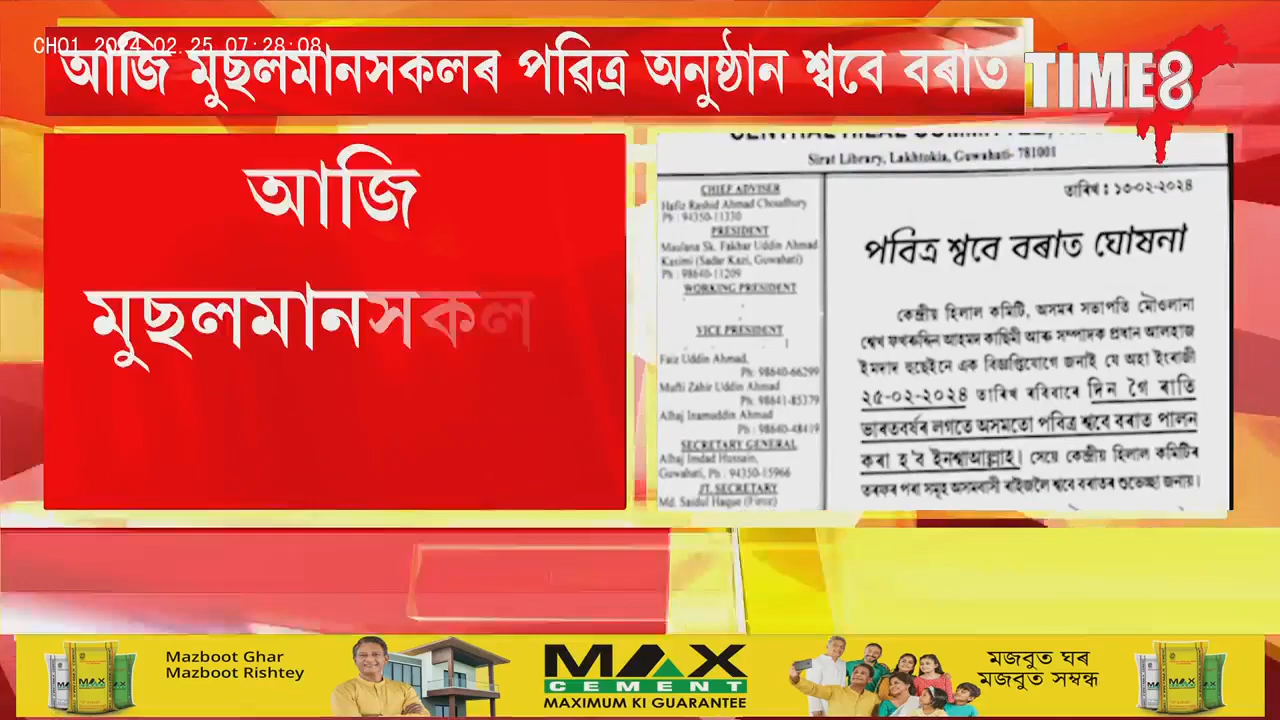 CH01 2024 02 25 07:28:08
আজি মুছলমানসকলৰ পৱিত্ৰ অনুষ্ঠান শ্ববে বৰাত
TIME8
আজি
মুছলমানসকল
Sirat Library, Lakhtokia, Guwahati- 781001
CHIEF ADVISER
Hafiz Rashid Ahmad Choudhury
Ph : 94350-11330
PRESIDENT
Maulana Sk. Fakhar Uddin Ahmad
Kasimi (Sadar Kazi, Guwahati)
Ph : 98640-11209
WORKING PRESIDENT
VICE PRESIDENT
Faiz Uddin Ahmad,
Ph: 98640-66299
Mufti Zahir Uddin Ahmad
Ph : 98641-85379
Alhaj Inamuddin Ahmad
Ph : 98640-48419
SECRETARY GENERAL
Alhaj Imdad Hussain,
Guwahati, Ph : 94350-15966
JT. SECRETARY
Md. Saidul Haque (Firoz)
তাৰিখ : ১৩-০২-২০২৪
পবিত্ৰ শ্ববে বৰাত ঘোষনা
কেন্দ্ৰীয় হিলাল কমিটি, অসমৰ সভাপতি মৌওলানা
শ্বেখ ফখৰুদ্দিন আহমদ কাছিমী আৰু সম্পাদক প্ৰধান আলহাজ
ইমদাদ হুছেইনে এক বিজ্ঞপ্তিযোগে জনাই যে অহা ইংৰাজী
২৫-০২-২০২৪ তাৰিখ ৰবিবাৰে দিন গৈ ৰাতি
ভাৰতবৰ্ষৰ লগতে অসমতো পবিত্ৰ শ্ববে বৰাত পালন
কৰা হ'ব ইনশ্বাআল্লাহ। সেয়ে কেন্দ্ৰীয় হিলাল কমিটিৰ
তৰফৰ পৰা সমূহ অসমবাসী ৰাইজলৈ শ্ববে বৰাতৰ শুভেচ্ছা জনায়।
Mazboot Ghar
Mazboot Rishtey
MAX
CEMENT
MAXIMUM KI GUARANTEE
মজবুত ঘৰ
মজবুত সম্বন্ধ